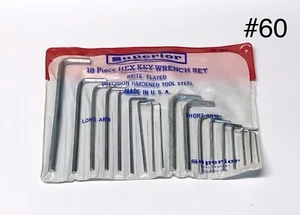 #60
Superior
18 Piece HEX KEY WRENCH SET
BRITE PLATED
PRECISION HARDENED TOOL STEEL
MADE IN U.S.A.
LONG ARM
SHORT ARM
Superior